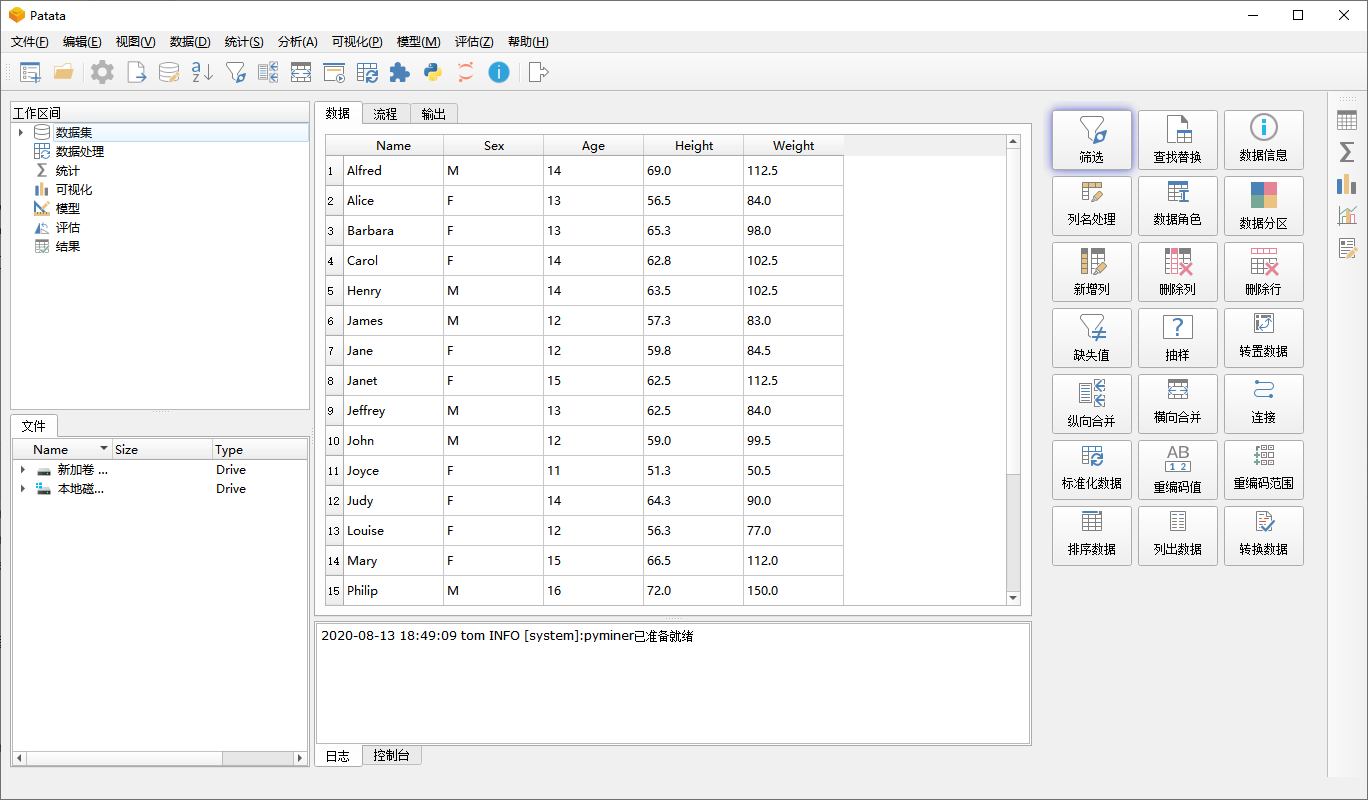 Patata
文件(F) 编辑(E) 视图(V) 数据(D) 统计(S) 分析(A) 可视化(P) 模型(M) 评估(Z) 帮助(H)
工作区间
数据集
数据处理
统计
可视化
模型
评估
结果
文件
Name Size Type
新加卷 ... Drive
本地磁... Drive
数据 流程 输出
Name Sex Age Height Weight
1 Alfred M 14 69.0 112.5
2 Alice F 13 56.5 84.0
3 Barbara F 13 65.3 98.0
4 Carol F 14 62.8 102.5
5 Henry M 14 63.5 102.5
6 James M 12 57.3 83.0
7 Jane F 12 59.8 84.5
8 Janet F 15 62.5 112.5
9 Jeffrey M 13 62.5 84.0
10 John M 12 59.0 99.5
11 Joyce F 11 51.3 50.5
12 Judy F 14 64.3 90.0
13 Louise F 12 56.3 77.0
14 Mary F 15 66.5 112.0
15 Philip M 16 72.0 150.0
2020-08-13 18:49:09 tom INFO [system]:pyminer已准备就绪
日志 控制台
筛选 查找替换 数据信息
列名处理 数据角色 数据分区
新增列 删除列 删除行
缺失值 抽样 转置数据
纵向合并 横向合并 连接
标准化数据 重编码值 重编码范围
排序数据 列出数据 转换数据